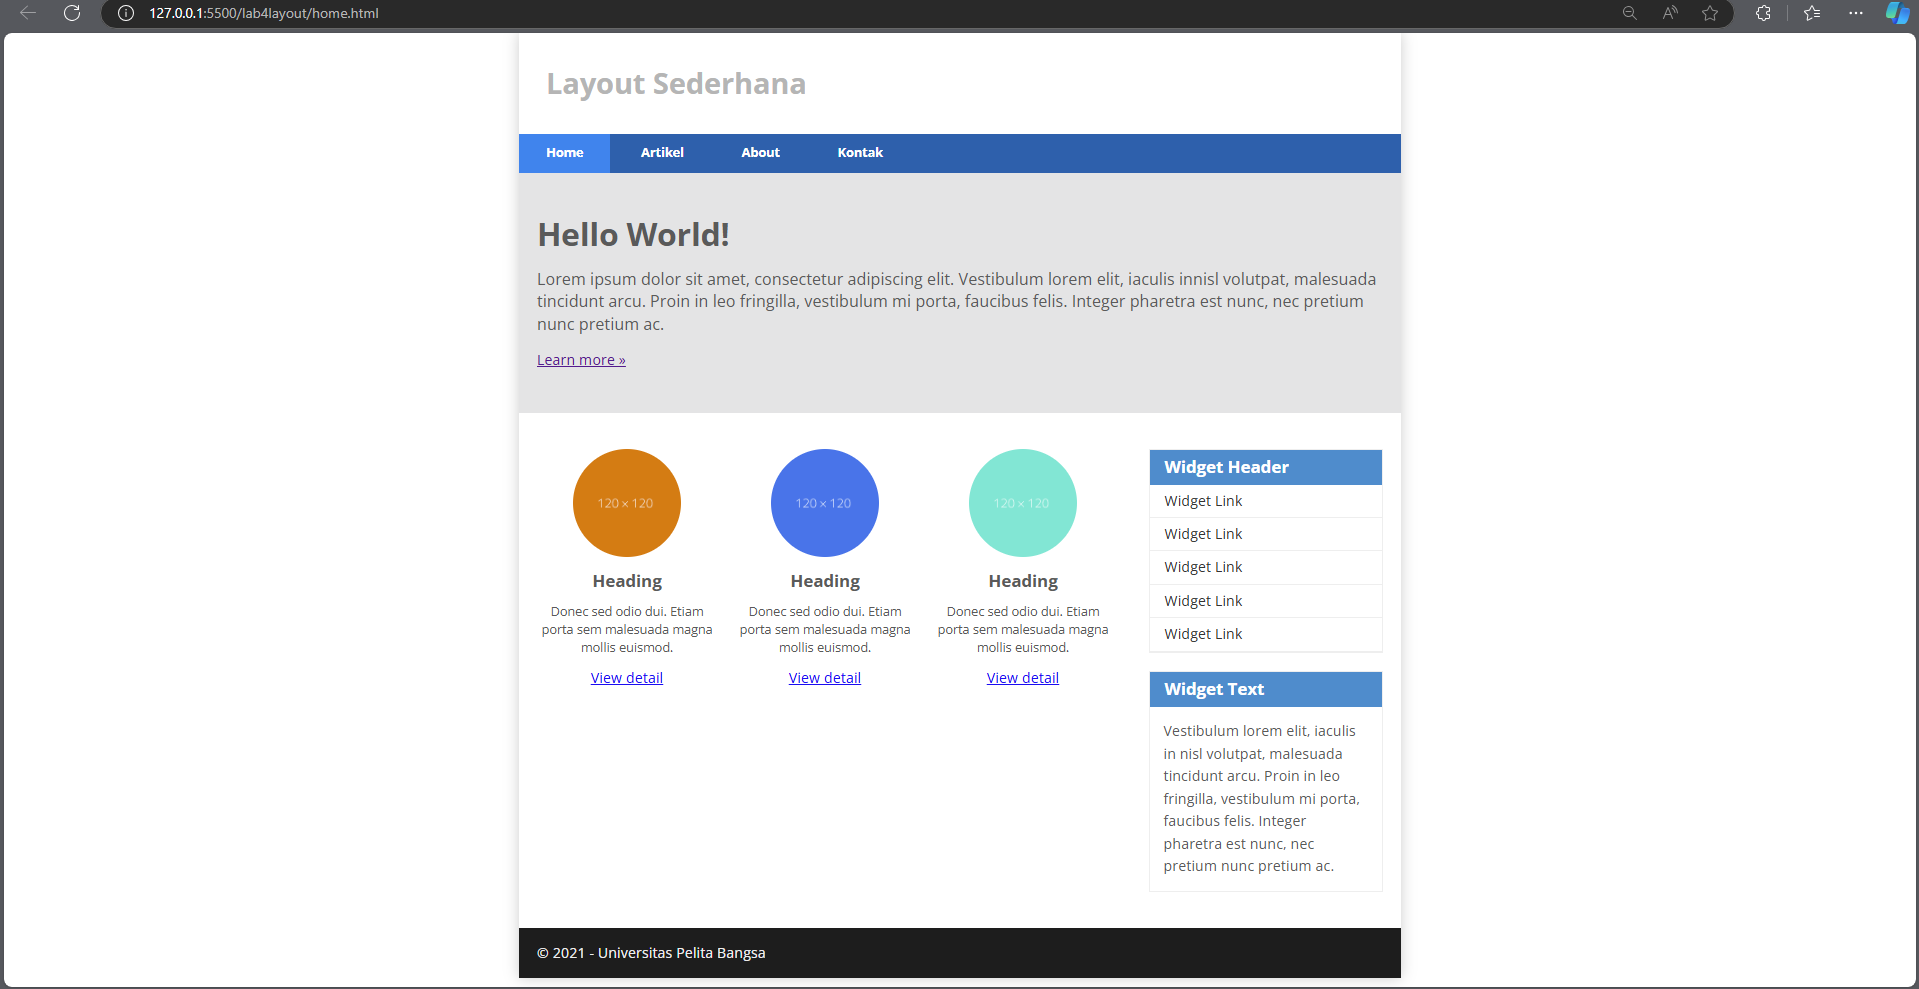 127.0.0.1:5500/lab4layout/home.html
Layout Sederhana
Home Artikel About Kontak
Hello World!
Lorem ipsum dolor sit amet, consectetur adipiscing elit. Vestibulum lorem elit, iaculis innisl volutpat, malesuada
tincidunt arcu. Proin in leo fringilla, vestibulum mi porta, faucibus felis. Integer pharetra est nunc, nec pretium
nunc pretium ac.
Learn more »
120 × 120
Heading
Donec sed odio dui. Etiam
porta sem malesuada magna
mollis euismod.
View detail
120 × 120
Heading
Donec sed odio dui. Etiam
porta sem malesuada magna
mollis euismod.
View detail
120 × 120
Heading
Donec sed odio dui. Etiam
porta sem malesuada magna
mollis euismod.
View detail
Widget Header
Widget Link
Widget Link
Widget Link
Widget Link
Widget Link
Widget Text
Vestibulum lorem elit, iaculis
in nisl volutpat, malesuada
tincidunt arcu. Proin in leo
fringilla, vestibulum mi porta,
faucibus felis. Integer
pharetra est nunc, nec
pretium nunc pretium ac.
© 2021 - Universitas Pelita Bangsa